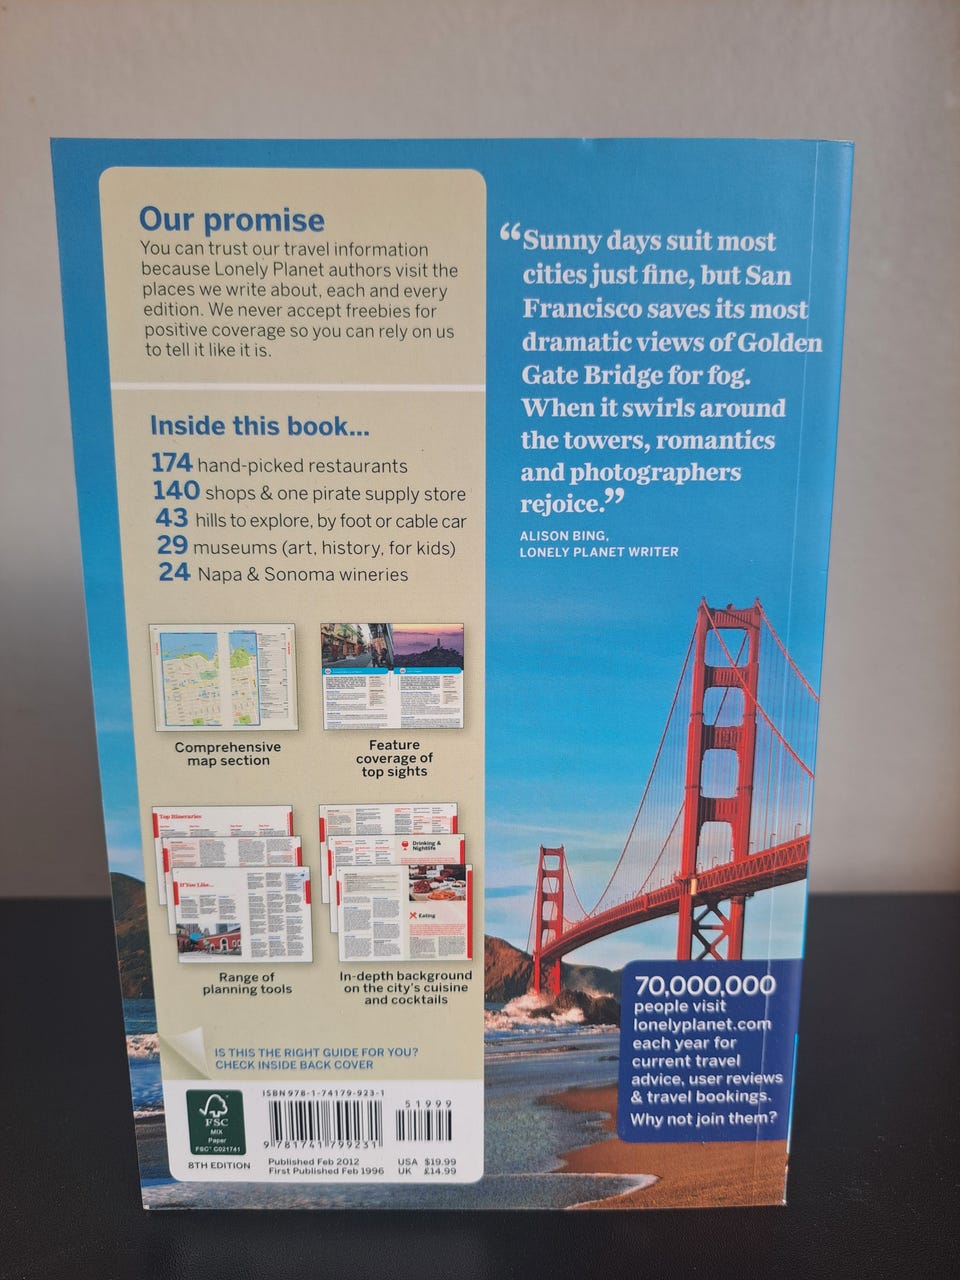 Our promise
You can trust our travel information
because Lonely Planet authors visit the
places we write about, each and every
edition. We never accept freebies for
positive coverage so you can rely on us
to tell it like it is.
Inside this book...
174 hand-picked restaurants
140 shops & one pirate supply store
43 hills to explore, by foot or cable car
29 museums (art, history, for kids)
24 Napa & Sonoma wineries
Comprehensive
map section
Feature
coverage of
top sights
Top Itineraries
If You Like...
Drinking &
Nightlife
Eating
Range of
planning tools
In-depth background
on the city's cuisine
and cocktails
IS THIS THE RIGHT GUIDE FOR YOU?
CHECK INSIDE BACK COVER
FSC
MIX
Paper
FSC® C021741
8TH EDITION
ISBN 978-1-74179-923-1
9 781741 799231
51999
Published Feb 2012
First Published Feb 1996
USA $19.99
UK £14.99
“Sunny days suit most
cities just fine, but San
Francisco saves its most
dramatic views of Golden
Gate Bridge for fog.
When it swirls around
the towers, romantics
and photographers
rejoice.”
ALISON BING,
LONELY PLANET WRITER
70,000,000
people visit
lonelyplanet.com
each year for
current travel
advice, user reviews
& travel bookings.
Why not join them?